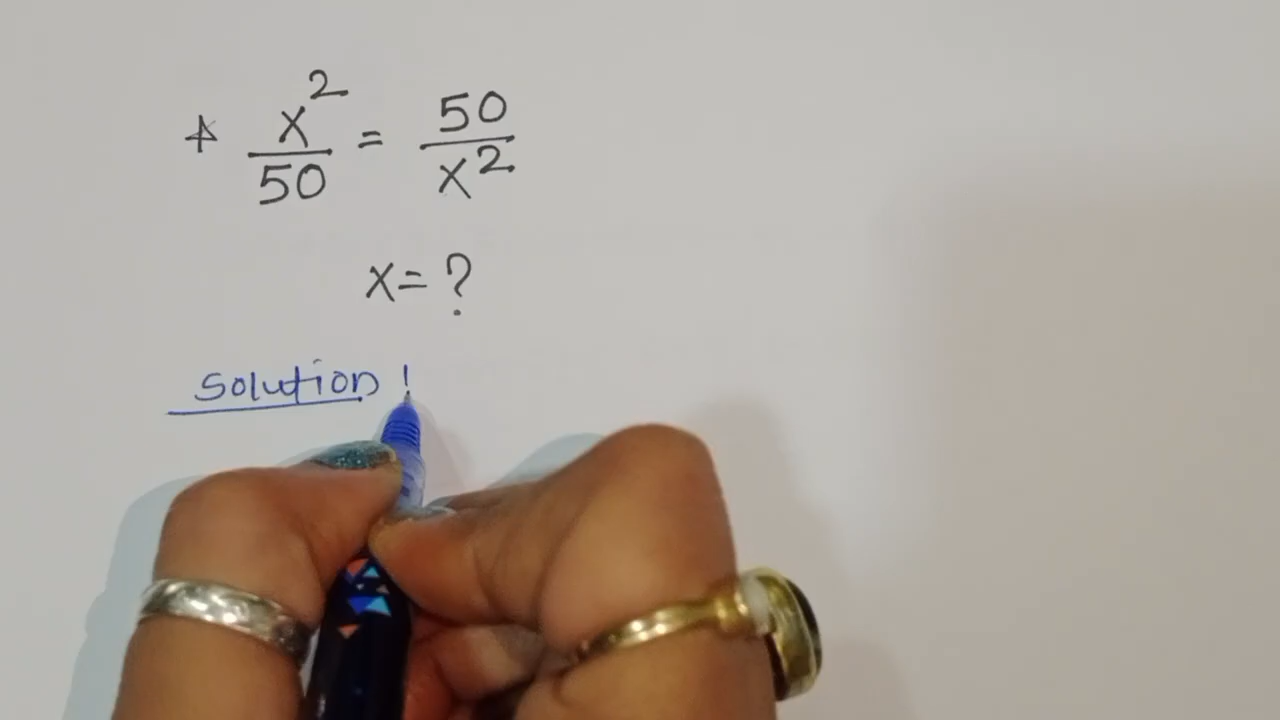 * x²/50 = 50/x²
x = ?
Solution !